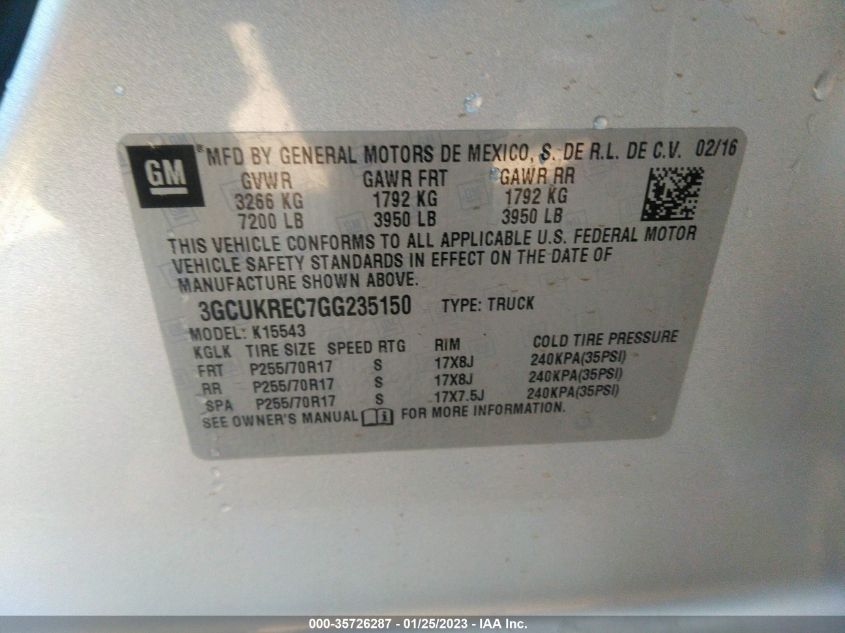 GM ® MFD BY GENERAL MOTORS DE MEXICO, S. DE R.L. DE C.V. 02/16
GVWR GAWR FRT GAWR RR
3266 KG 1792 KG 1792 KG
7200 LB 3950 LB 3950 LB
THIS VEHICLE CONFORMS TO ALL APPLICABLE U.S. FEDERAL MOTOR
VEHICLE SAFETY STANDARDS IN EFFECT ON THE DATE OF
MANUFACTURE SHOWN ABOVE.
3GCUKREC7GG235150 TYPE: TRUCK
MODEL: K15543
KGLK TIRE SIZE SPEED RTG RIM COLD TIRE PRESSURE
FRT P255/70R17 S 17X8J 240KPA(35PSI)
RR P255/70R17 S 17X8J 240KPA(35PSI)
SPA P255/70R17 S 17X7.5J 240KPA(35PSI)
SEE OWNER'S MANUAL FOR MORE INFORMATION.
000-35726287 - 01/25/2023 - IAA Inc.